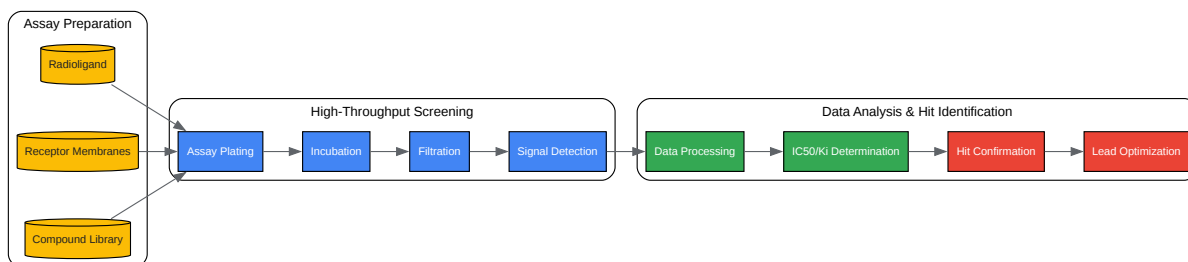 Assay Preparation
Radioligand
Receptor Membranes
Compound Library
High-Throughput Screening
Assay Plating
Incubation
Filtration
Signal Detection
Data Analysis & Hit Identification
Data Processing
IC50/Ki Determination
Hit Confirmation
Lead Optimization